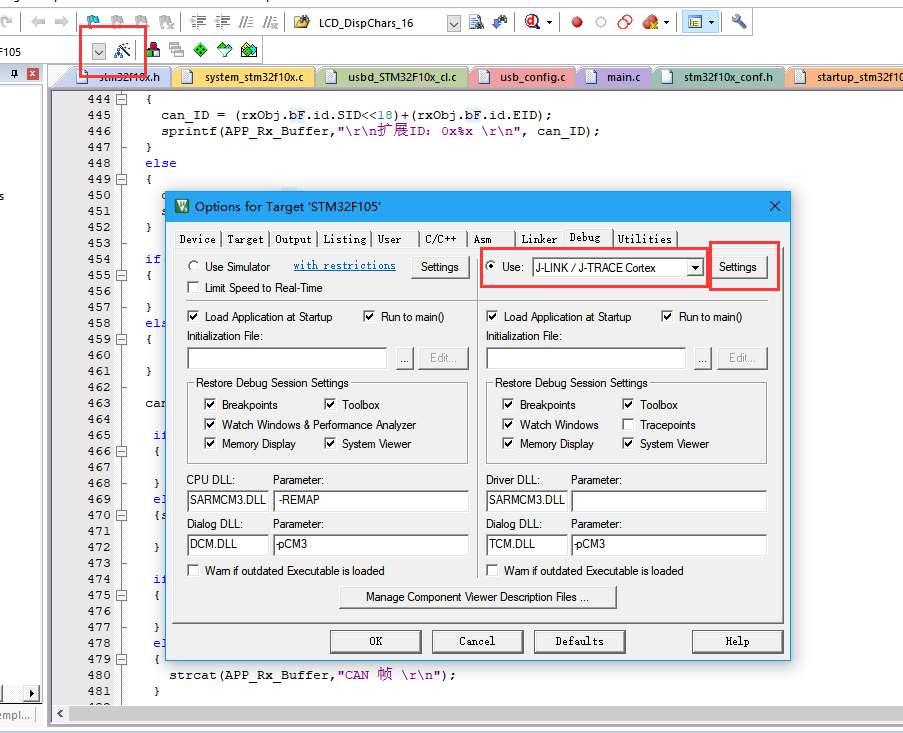 LCD_DispChars_16
F105
stm32f10x.h
system_stm32f10x.c
usbd_STM32F10x_cl.c
usb_config.c
main.c
stm32f10x_conf.h
startup_stm32f10
444 {
445 can_ID = (rxObj.bF.id.SID<<18)+(rxObj.bF.id.EID);
446 sprintf(APP_Rx_Buffer,"\r\n扩展ID: 0x%x \r\n", can_ID);
447 }
448 else
449 {
450
451 s
452 }
453
454 if
455 {
456
457 }
458 els
459 {
460
461 }
462
463 can
464
465 if
466 {
467
468 }
469 el
470 {s
471
472 }
473
474 if
475 {
476
477 }
478 el
479 {
480 strcat(APP_Rx_Buffer,"CAN 帧 \r\n");
481 }
s
empl...
Options for Target 'STM32F105'
Device
Target
Output
Listing
User
C/C++
Asm
Linker
Debug
Utilities
Use Simulator
with restrictions
Settings
Limit Speed to Real-Time
Load Application at Startup
Run to main()
Initialization File:
...
Edit...
Restore Debug Session Settings
Breakpoints
Toolbox
Watch Windows & Performance Analyzer
Memory Display
System Viewer
CPU DLL:
Parameter:
SARMCM3.DLL
-REMAP
Dialog DLL:
Parameter:
DCM.DLL
-pCM3
Warn if outdated Executable is loaded
Use:
J-LINK / J-TRACE Cortex
Settings
Load Application at Startup
Run to main()
Initialization File:
...
Edit...
Restore Debug Session Settings
Breakpoints
Toolbox
Watch Windows
Tracepoints
Memory Display
System Viewer
Driver DLL:
Parameter:
SARMCM3.DLL
Dialog DLL:
Parameter:
TCM.DLL
-pCM3
Warn if outdated Executable is loaded
Manage Component Viewer Description Files ...
OK
Cancel
Defaults
Help